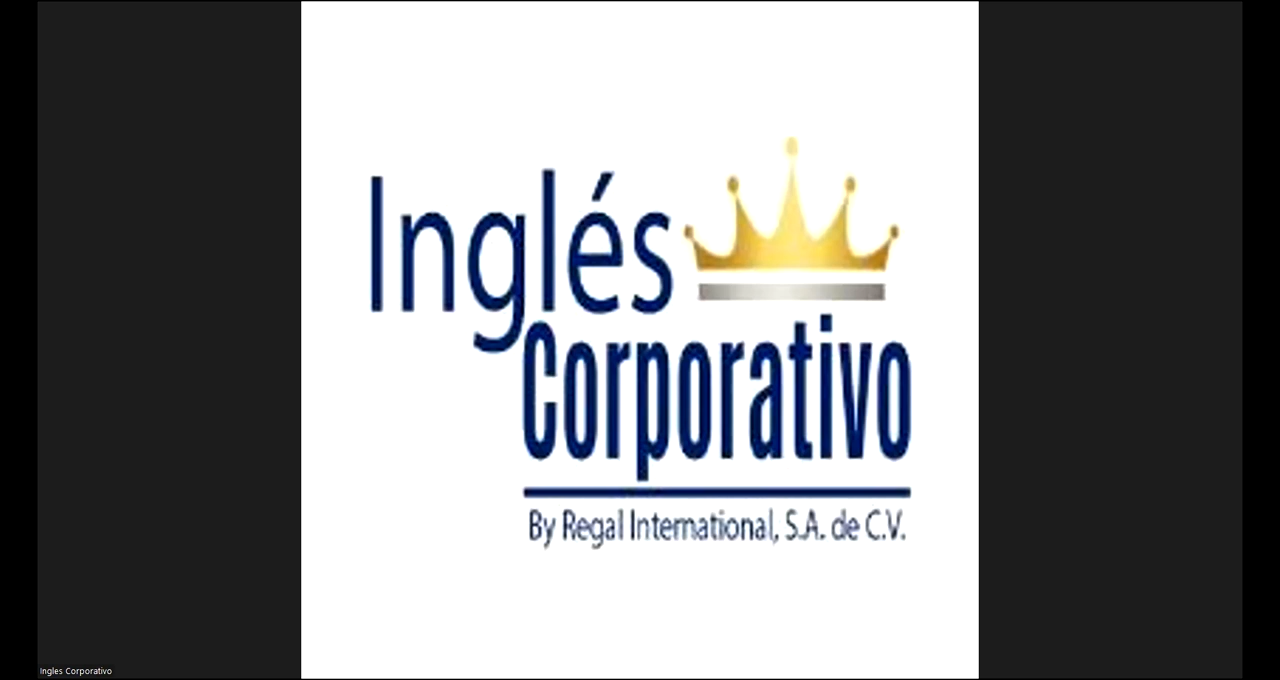 Inglés
Corporativo
By Regal International, S.A. de C.V.
Ingles Corporativo